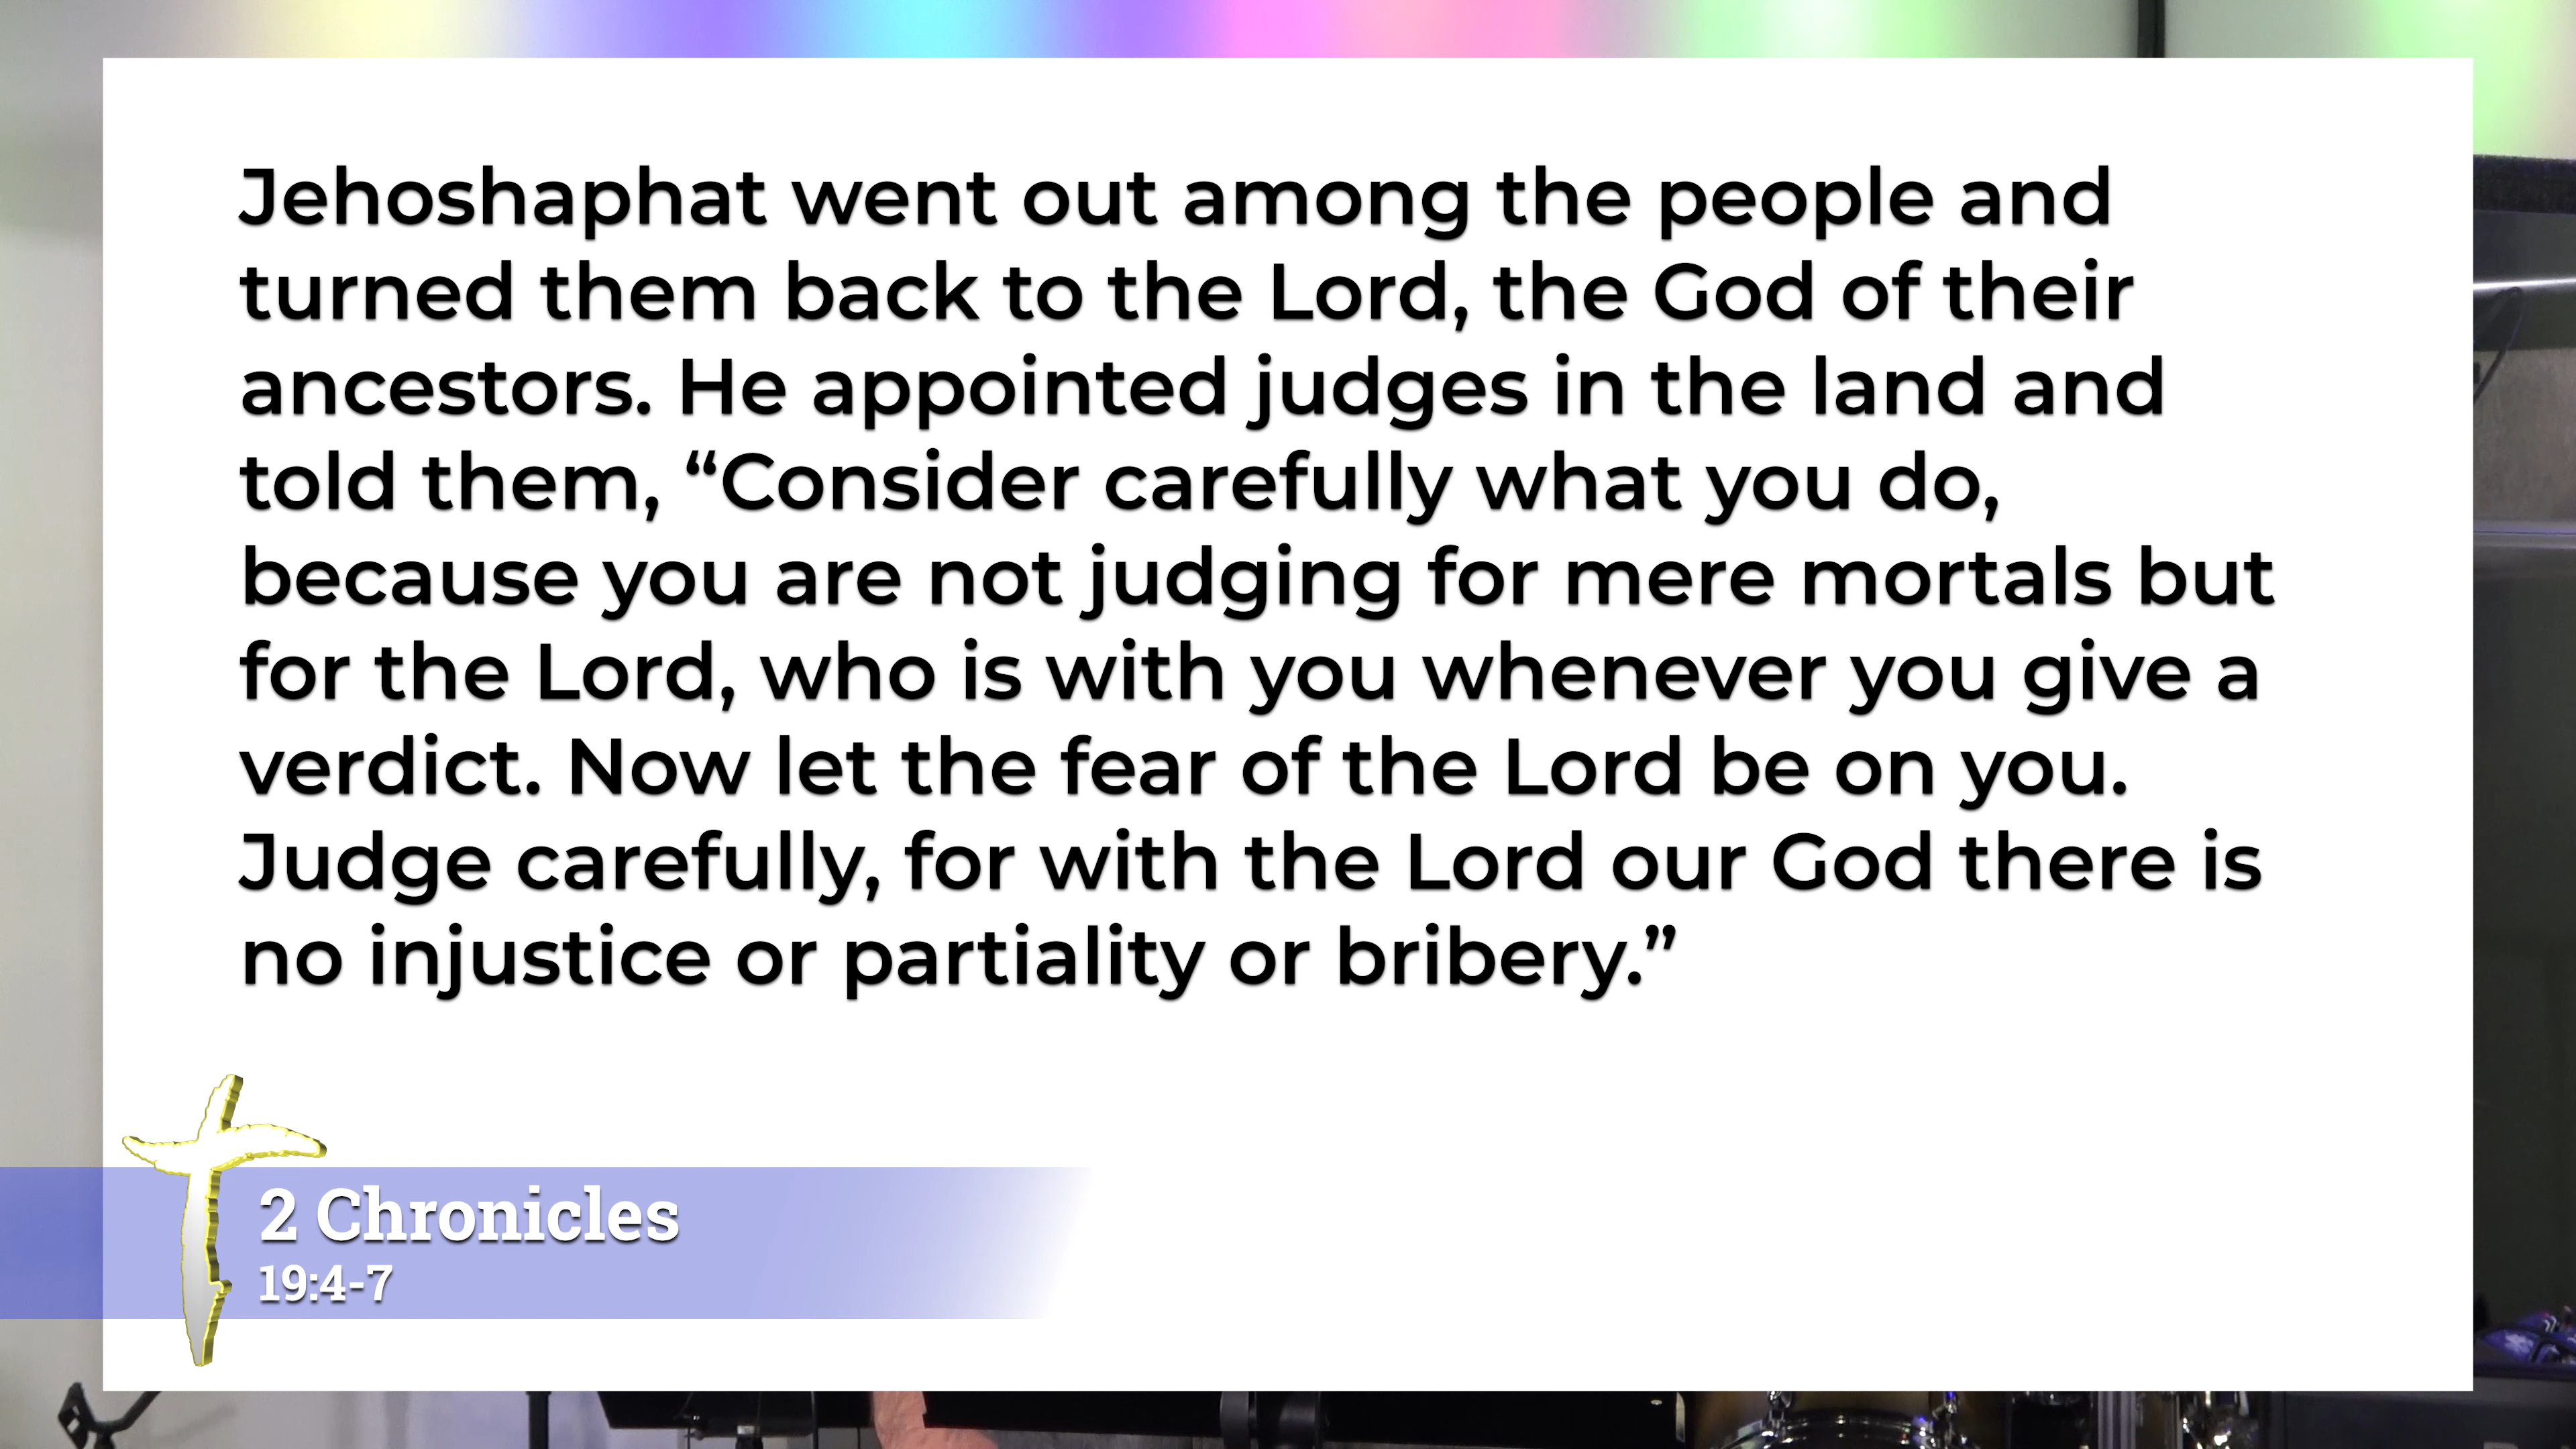 Jehoshaphat went out among the people and
turned them back to the Lord, the God of their
ancestors. He appointed judges in the land and
told them, “Consider carefully what you do,
because you are not judging for mere mortals but
for the Lord, who is with you whenever you give a
verdict. Now let the fear of the Lord be on you.
Judge carefully, for with the Lord our God there is
no injustice or partiality or bribery.”
2 Chronicles
19:4-7